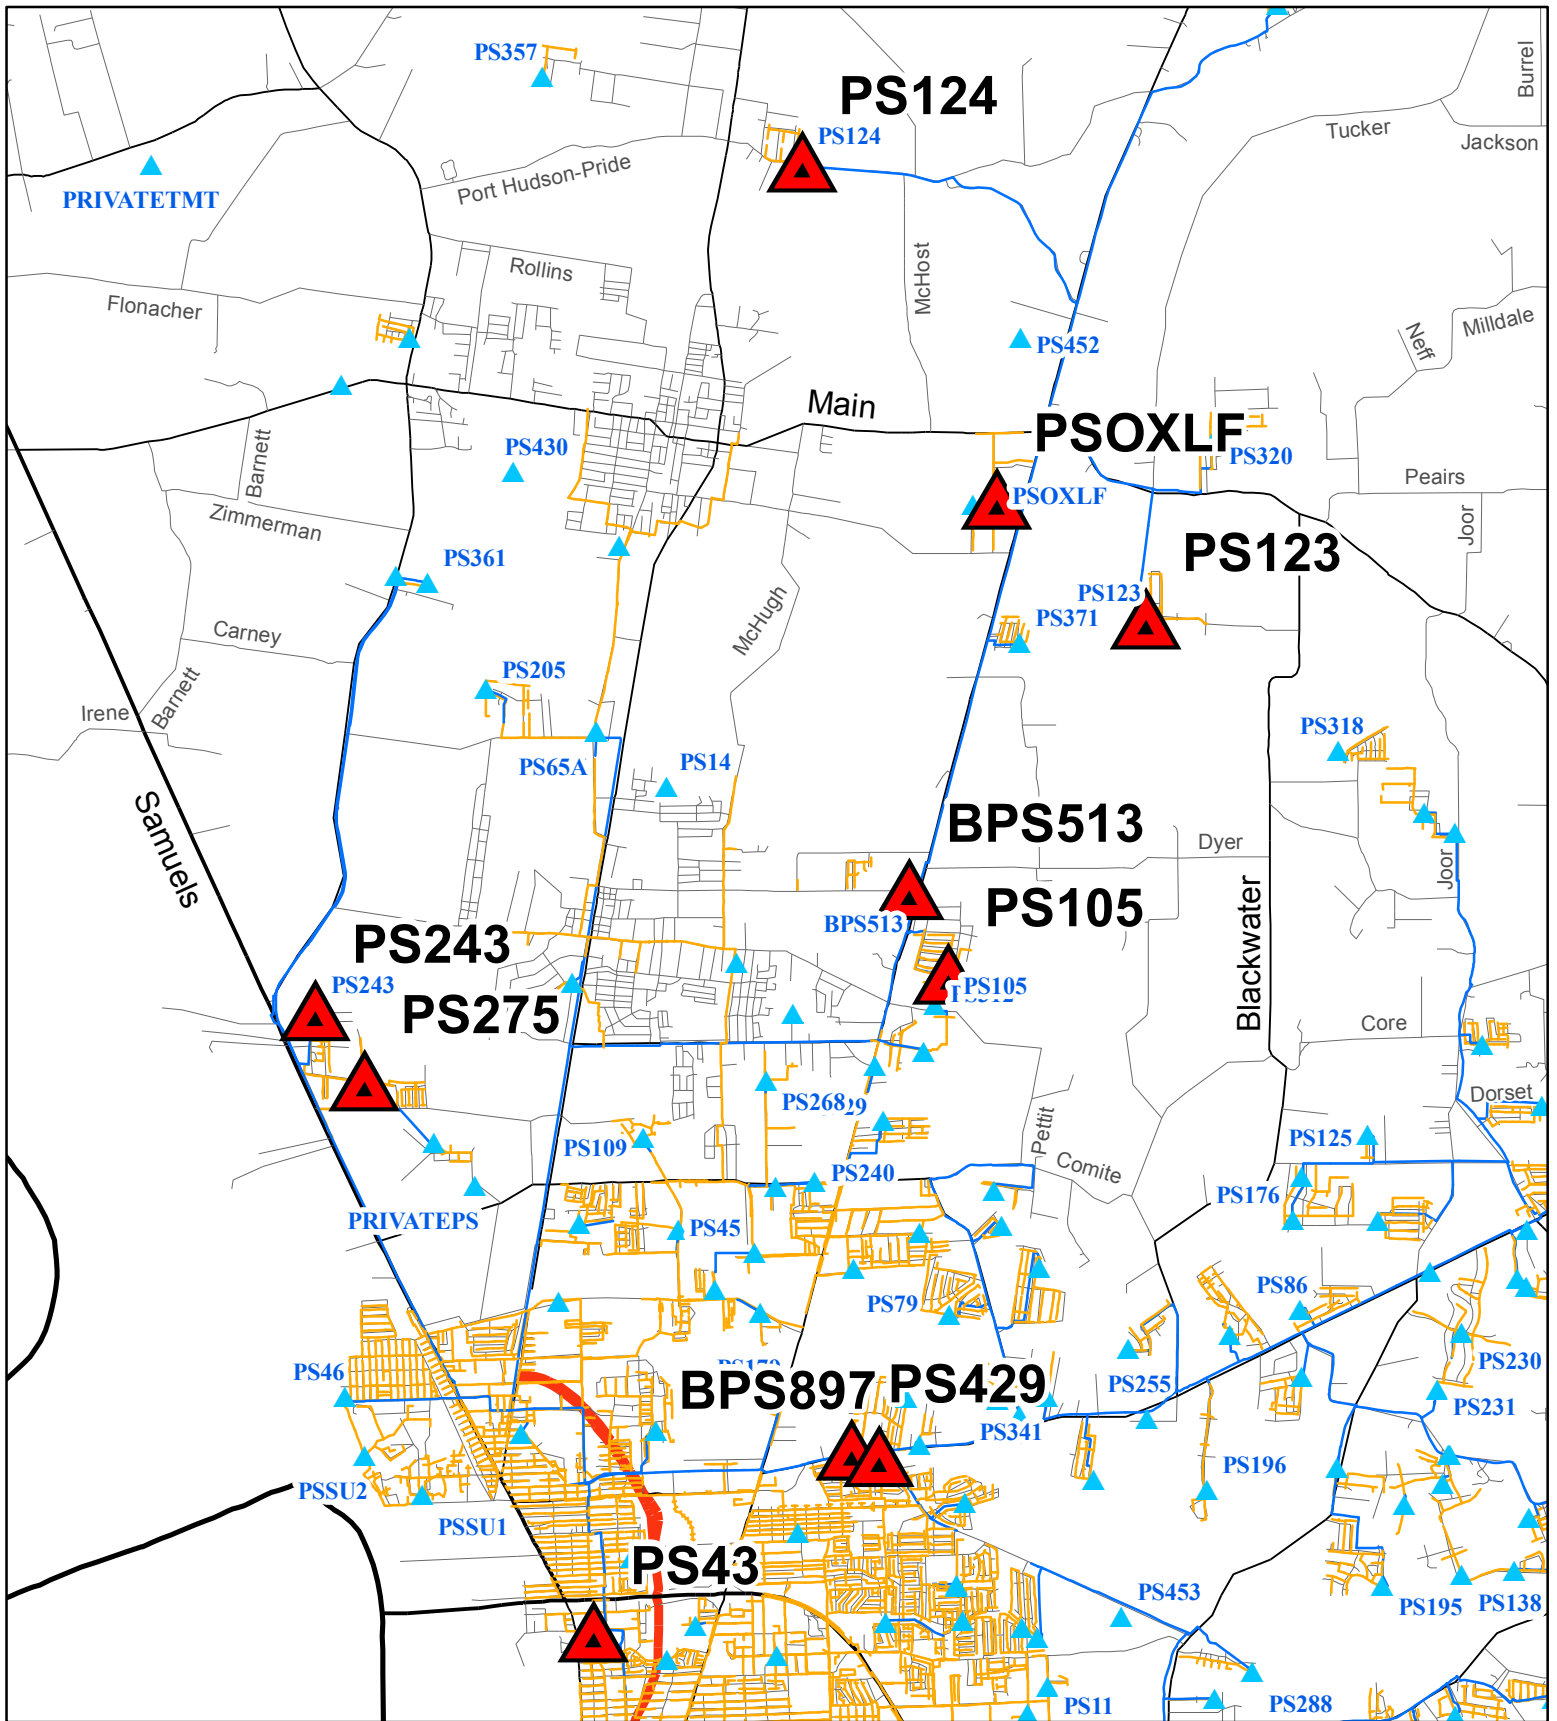 PS357
PS124
PS124
Burrel
Tucker
Jackson
PRIVATETMT
Port Hudson-Pride
Rollins
McHost
Flonacher
PS452
Neff
Milldale
Main
PSOXLF
Barnett
PS430
PS320
Peairs
PSOXLF
Zimmerman
Joor
PS361
PS123
PS123
McHugh
PS371
Carney
PS205
Barnett
Irene
PS318
PS65A
PS14
Samuels
BPS513
Dyer
Joor
PS105
Blackwater
BPS513
PS243
PS243
PS105
PS275
Core
Dorset
PS268
PS109
Pettit
PS125
Comite
PS240
PS176
PRIVATEPS
PS45
PS86
PS79
PS46
PS230
BPS897
PS429
PS255
PS231
PS341
PS196
PSSU2
PSSU1
PS43
PS453
PS195
PS138
PS11
PS288